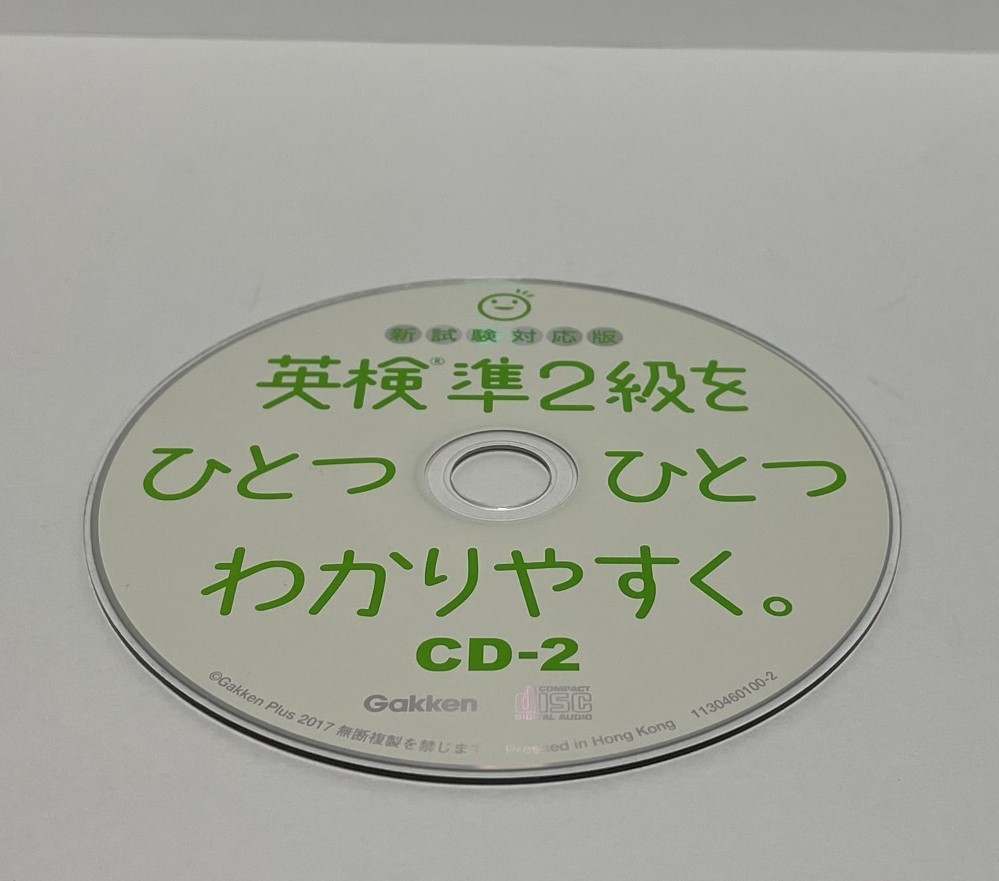 新試験対応版
英検®準2級を
ひとつ ひとつ
わかりやすく。
CD-2
Gakken
COMPACT
disc
DIGITAL AUDIO
©Gakken Plus 2017 無断複製を禁じます Pressed in Hong Kong 1130460100-2